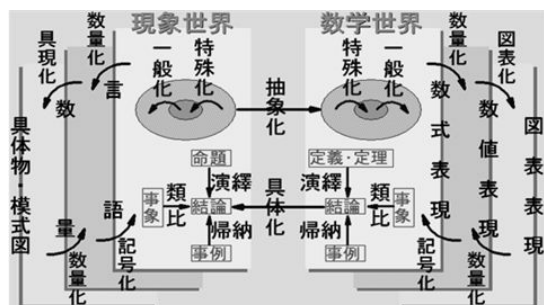 現象世界
数学世界
具現化
数量化
一般化
特殊化
抽象化
特殊化
一般化
数量化
図表化
具体物・模式図
数量
言語
数式表現
数値表現
図表表現
命題
演繹
事象
類比
結論
帰納
事例
具体化
定義・定理
演繹
結論
類比
事象
帰納
事例
数量化
記号化
記号化
数量化